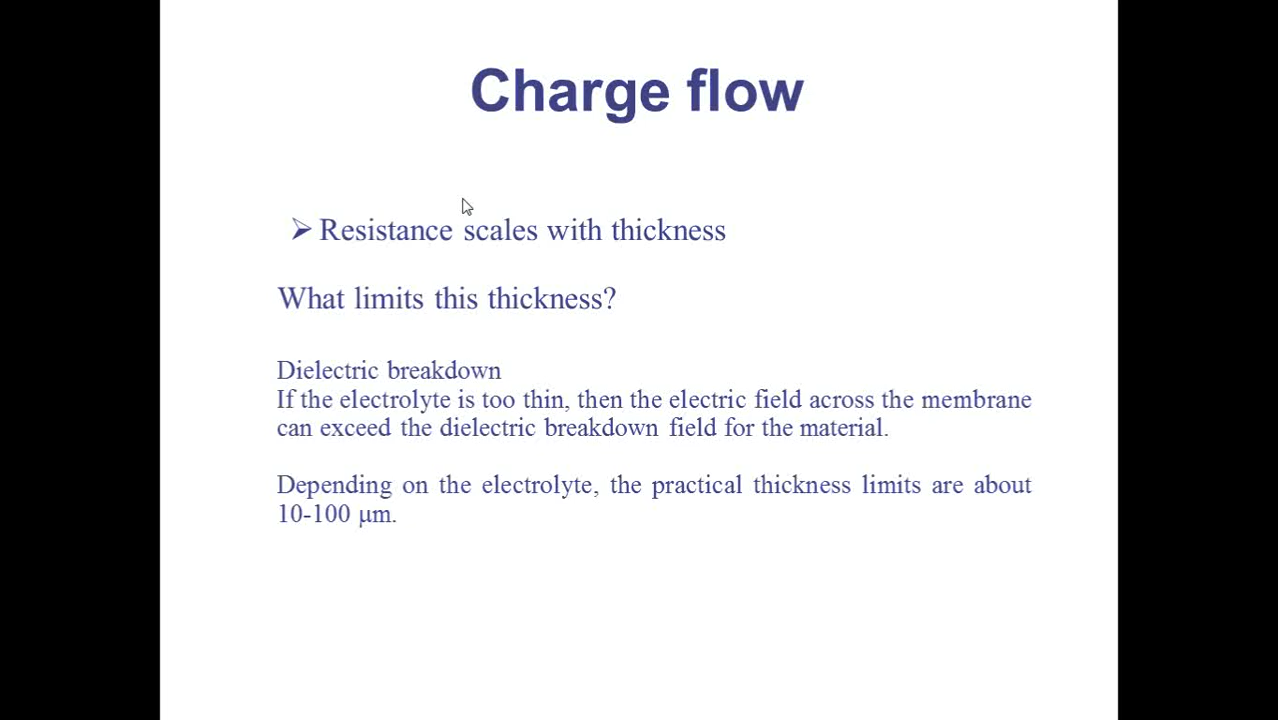 Charge flow
➢ Resistance scales with thickness
What limits this thickness?
Dielectric breakdown
If the electrolyte is too thin, then the electric field across the membrane
can exceed the dielectric breakdown field for the material.
Depending on the electrolyte, the practical thickness limits are about
10-100 μm.